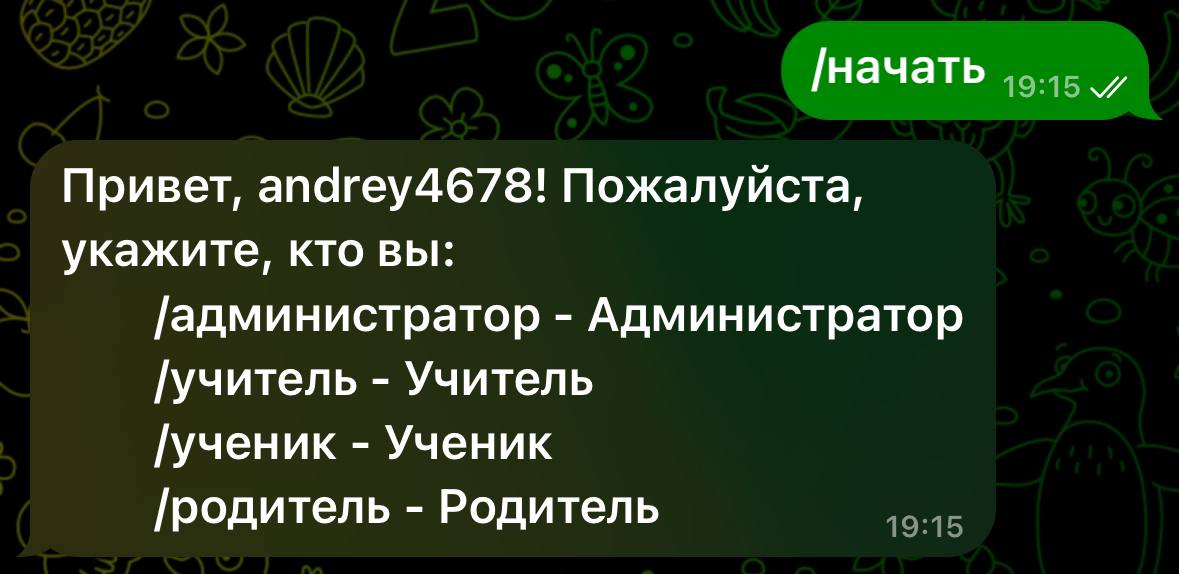 /начать 19:15
Привет, andrey4678! Пожалуйста,
укажите, кто вы:
/администратор - Администратор
/учитель - Учитель
/ученик - Ученик
/родитель - Родитель
19:15